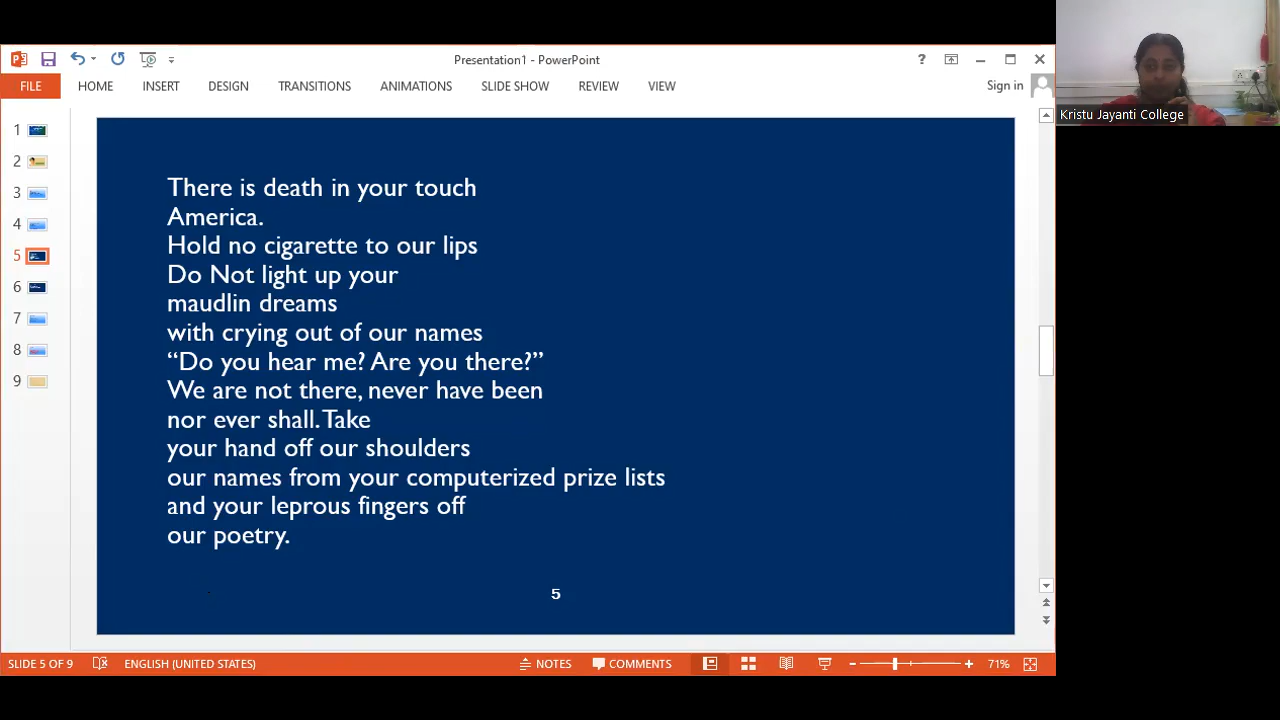 Presentation1 - PowerPoint
?
FILE HOME INSERT DESIGN TRANSITIONS ANIMATIONS SLIDE SHOW REVIEW VIEW Sign in
Kristu Jayanti College
1
2
3
4
5
6
7
8
9
There is death in your touch
America.
Hold no cigarette to our lips
Do Not light up your
maudlin dreams
with crying out of our names
“Do you hear me? Are you there?”
We are not there, never have been
nor ever shall. Take
your hand off our shoulders
our names from your computerized prize lists
and your leprous fingers off
our poetry.
5
SLIDE 5 OF 9 ENGLISH (UNITED STATES) NOTES COMMENTS 71%